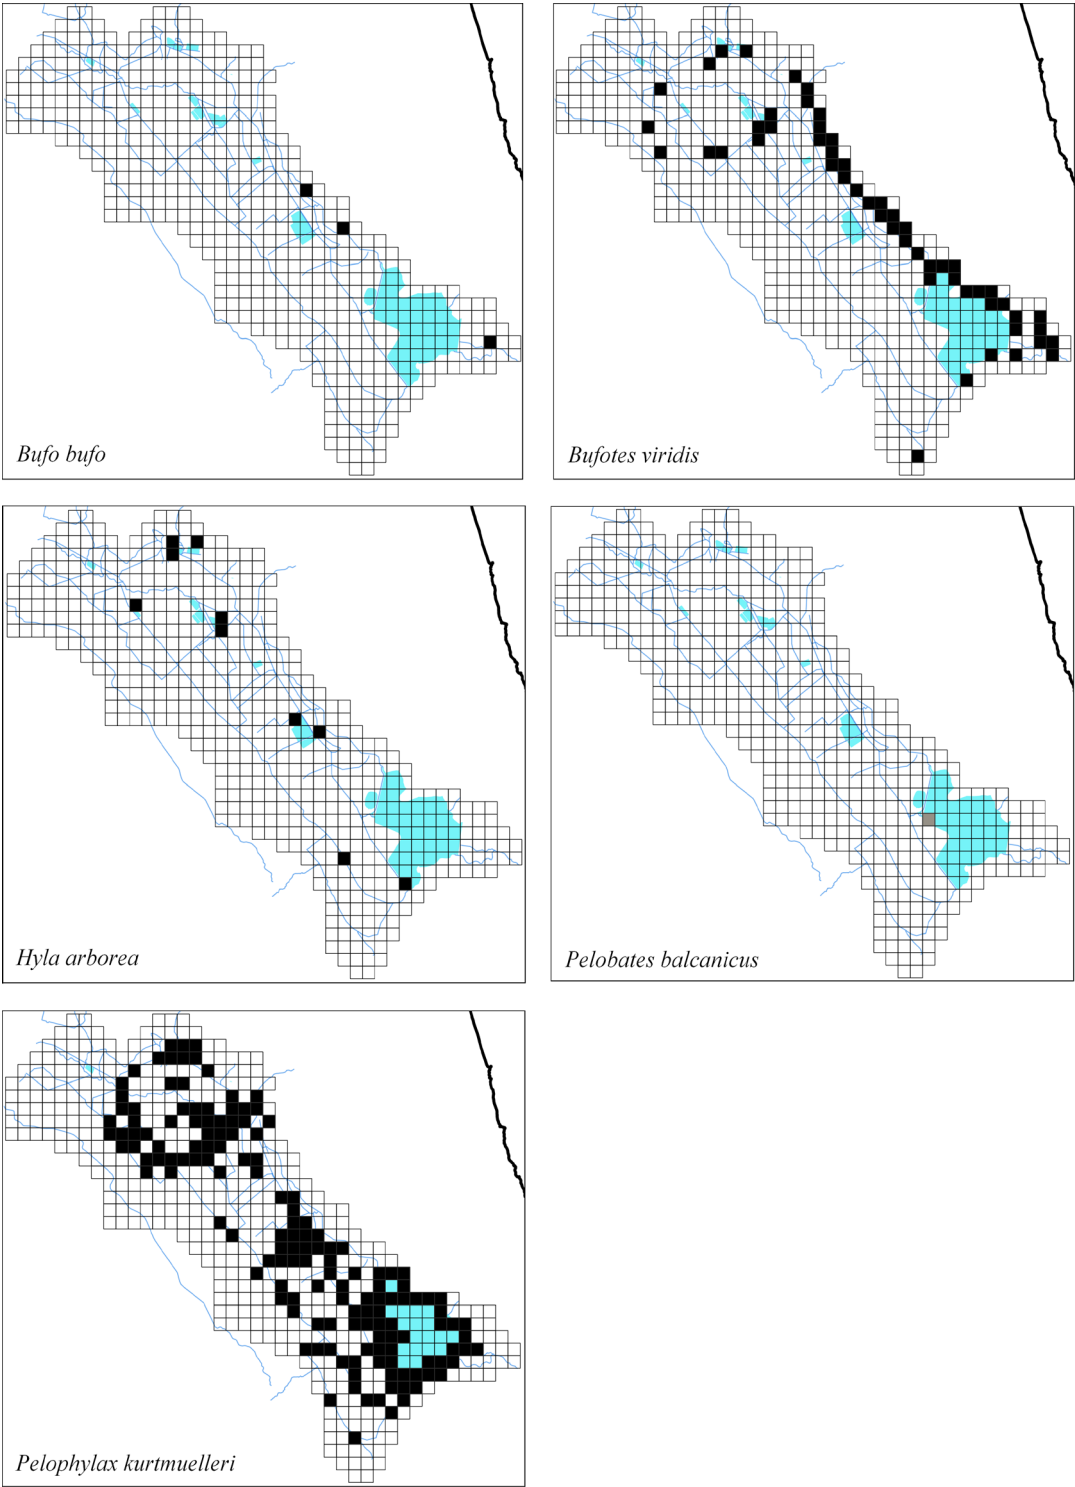 Bufo bufo
Bufotes viridis
Hyla arborea
Pelobates balcanicus
Pelophylax kurtmuelleri